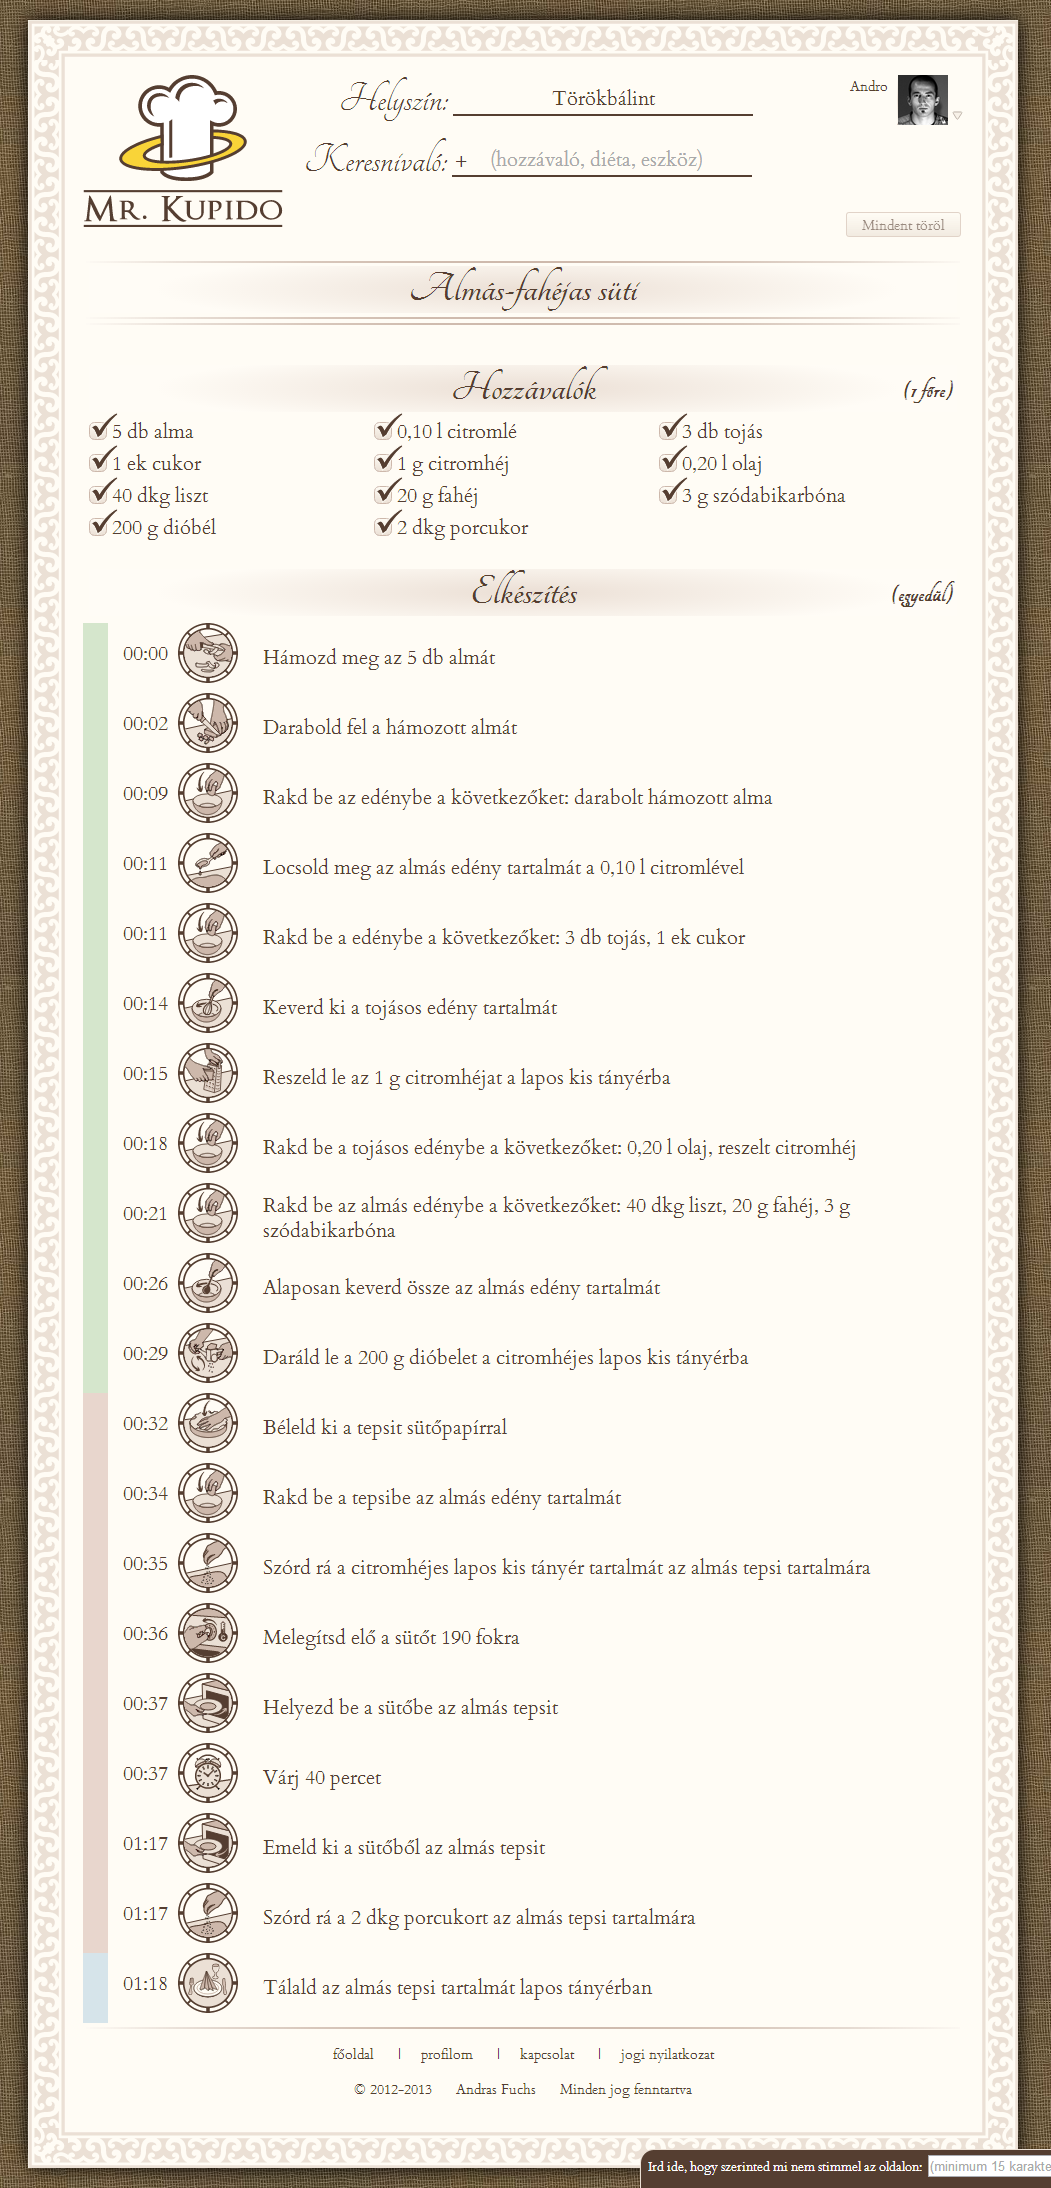 Helyszín: Törökbálint
Andro
Keresnivaló: + (hozzávaló, diéta, eszköz)
MR. KUPIDO
Mindent töröl
Almás-fahéjas süti
Hozzávalók (1 főre)
5 db alma
1 ek cukor
40 dkg liszt
200 g dióbél
0,10 l citromlé
1 g citromhéj
20 g fahéj
2 dkg porcukor
3 db tojás
0,20 l olaj
3 g szódabikarbóna
Elkészítés (egyedül)
00:00 Hámozd meg az 5 db almát
00:02 Darabold fel a hámozott almát
00:09 Rakd be az edénybe a következőket: darabolt hámozott alma
00:11 Locsold meg az almás edény tartalmát a 0,10 l citromlével
00:11 Rakd be a edénybe a következőket: 3 db tojás, 1 ek cukor
00:14 Keverd ki a tojásos edény tartalmát
00:15 Reszeld le az 1 g citromhéjat a lapos kis tányérba
00:18 Rakd be a tojásos edénybe a következőket: 0,20 l olaj, reszelt citromhéj
00:21 Rakd be az almás edénybe a következőket: 40 dkg liszt, 20 g fahéj, 3 g
szódabikarbóna
00:26 Alaposan keverd össze az almás edény tartalmát
00:29 Daráld le a 200 g dióbelet a citromhéjes lapos kis tányérba
00:32 Béleld ki a tepsit sütőpapírral
00:34 Rakd be a tepsibe az almás edény tartalmát
00:35 Szórd rá a citromhéjes lapos kis tányér tartalmát az almás tepsi tartalmára
00:36 Melegítsd elő a sütőt 190 fokra
00:37 Helyezd be a sütőbe az almás tepsit
00:37 Várj 40 percet
01:17 Emeld ki a sütőből az almás tepsit
01:17 Szórd rá a 2 dkg porcukort az almás tepsi tartalmára
01:18 Tálald az almás tepsi tartalmát lapos tányérban
főoldal | profilom | kapcsolat | jogi nyilatkozat
© 2012-2013 Andras Fuchs Minden jog fenntartva
Ird ide, hogy szerinted mi nem stimmel az oldalon: (minimum 15 karakte